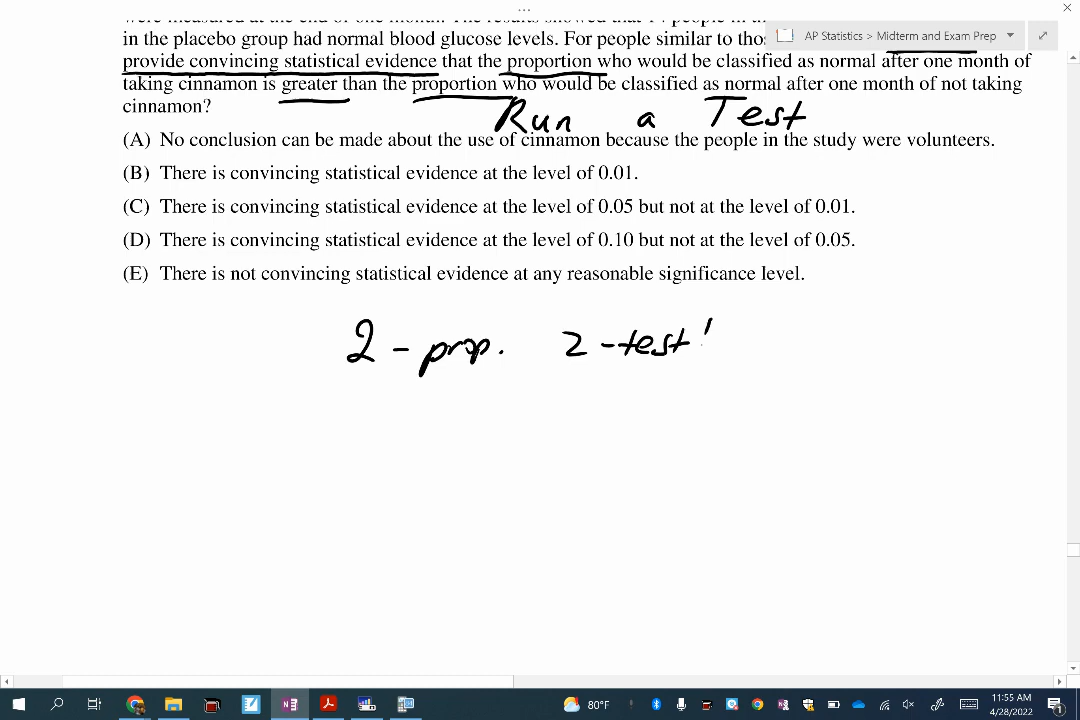 AP Statistics > Midterm and Exam Prep
in the placebo group had normal blood glucose levels. For people similar to
provide convincing statistical evidence that the proportion who would be classified as normal after one month of
taking cinnamon is greater than the proportion who would be classified as normal after one month of not taking
cinnamon?
Run a Test
(A) No conclusion can be made about the use of cinnamon because the people in the study were volunteers.
(B) There is convincing statistical evidence at the level of 0.01.
(C) There is convincing statistical evidence at the level of 0.05 but not at the level of 0.01.
(D) There is convincing statistical evidence at the level of 0.10 but not at the level of 0.05.
(E) There is not convincing statistical evidence at any reasonable significance level.
2-prop. z-test
80°F
11:55 AM
4/28/2022